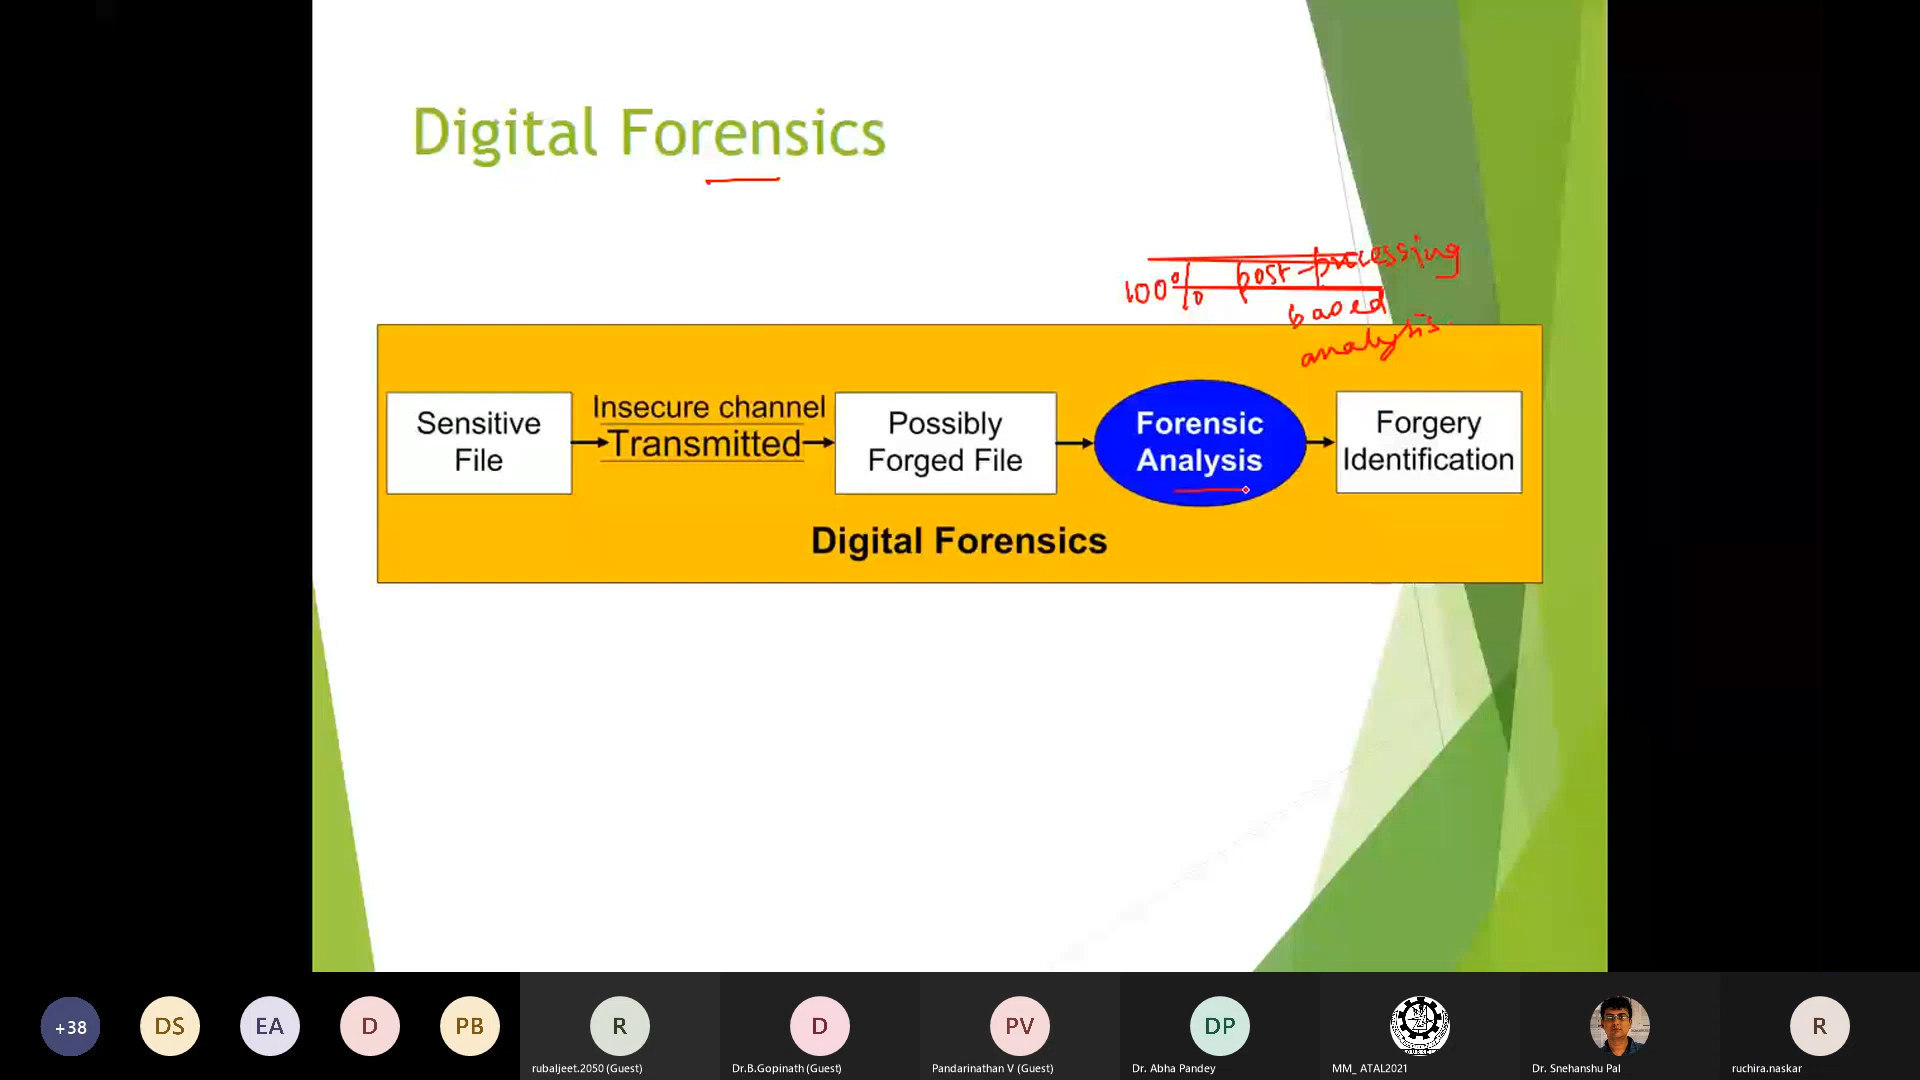 Digital Forensics
100% post-processing
based
analysis.
Sensitive
File
Insecure channel
Transmitted
Possibly
Forged File
Forensic
Analysis
Forgery
Identification
Digital Forensics
+38
DS
EA
D
PB
R
D
PV
DP
R
rubaljeet.2050 (Guest)
Dr.B.Gopinath (Guest)
Pandarinathan V (Guest)
Dr. Abha Pandey
MM_ ATAL2021
Dr. Snehanshu Pal
ruchira.naskar